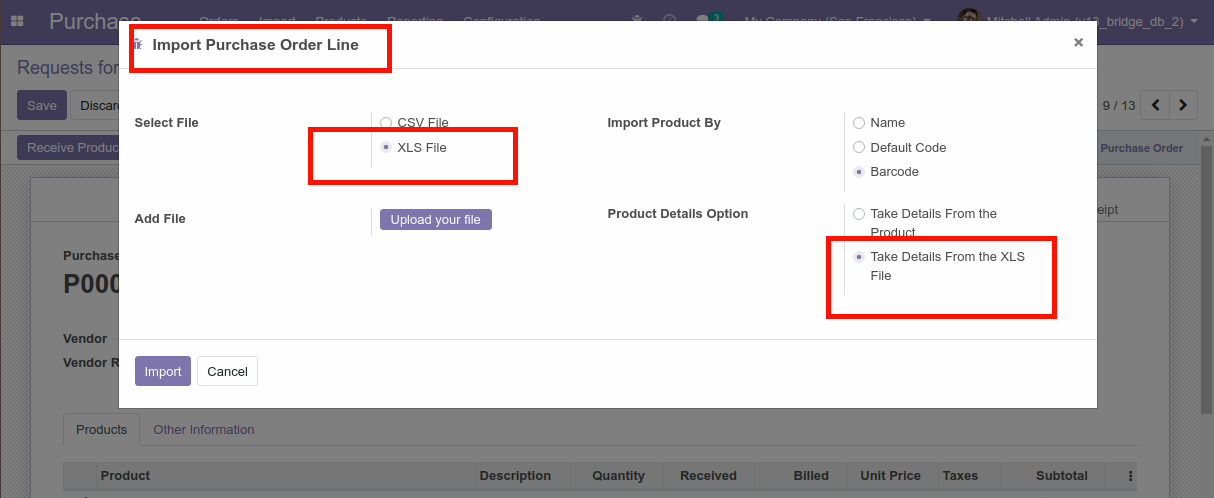 Purchase Orders Import Products Reporting Configuration 3 My Company (San Francisco) Mitchell Admin (v13_bridge_db_2)
Import Purchase Order Line
×
Requests for
Save Discard
9 / 13
Select File
CSV File
XLS File
Import Product By
Name
Default Code
Barcode
Receive Produc
Purchase Order
Add File
Upload your file
Product Details Option
Take Details From the
Product
Take Details From the XLS
File
eipt
Purchase
P000
Vendor
Vendor R
Import Cancel
Products Other Information
Product Description Quantity Received Billed Unit Price Taxes Subtotal